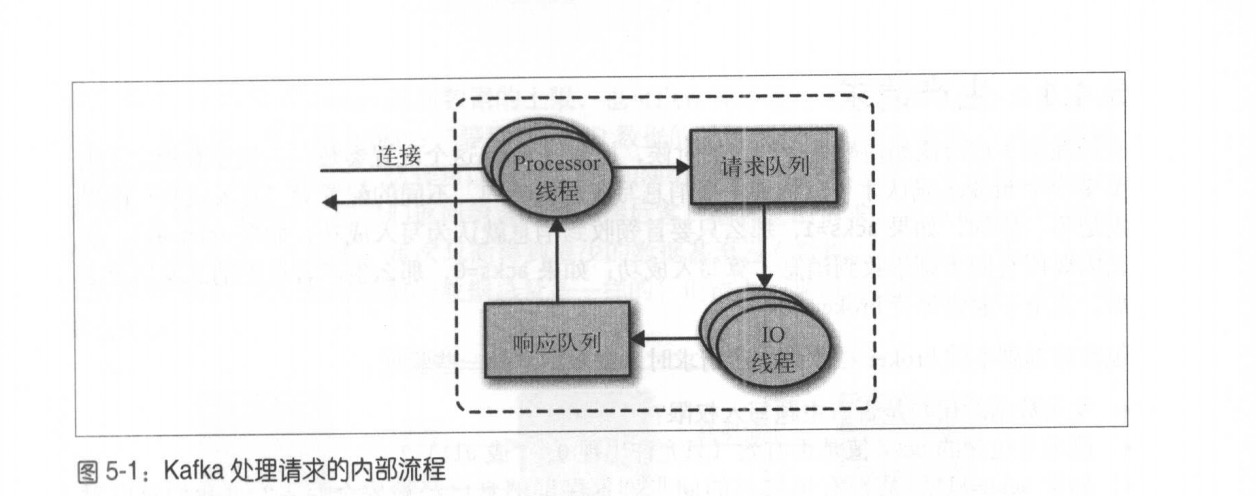 连接
Processor
线程
请求队列
响应队列
IO
线程
图 5-1：Kafka 处理请求的内部流程